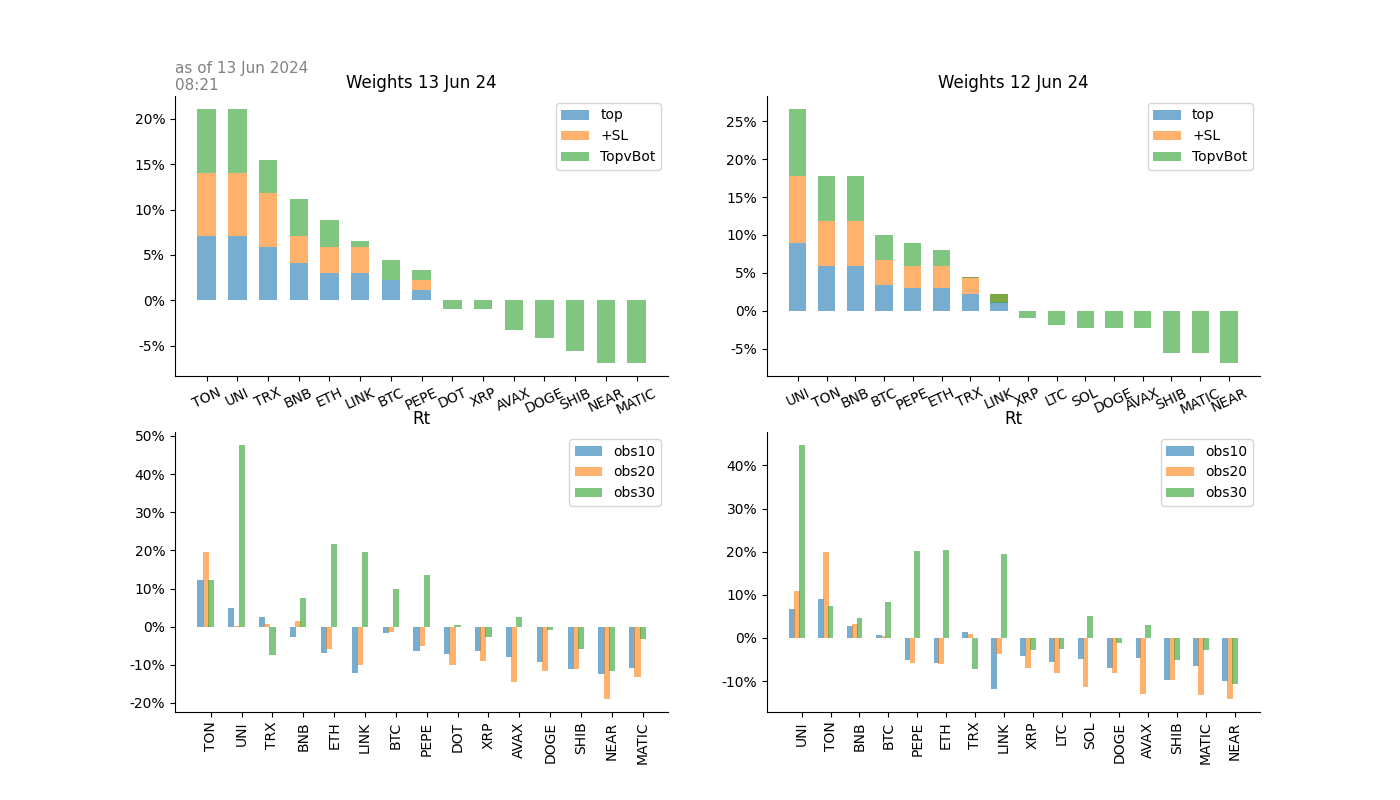 as of 13 Jun 2024
08:21
Weights 13 Jun 24
20%
15%
10%
5%
0%
-5%
top
+SL
TopvBot
TON UNI TRX BNB ETH LINK BTC PEPE DOT XRP AVAX DOGE SHIB NEAR MATIC
Weights 12 Jun 24
25%
20%
15%
10%
5%
0%
-5%
top
+SL
TopvBot
UNI TON BNB BTC PEPE ETH TRX LINK XRP LTC SOL DOGE AVAX SHIB MATIC NEAR
Rt
50%
40%
30%
20%
10%
0%
-10%
-20%
obs10
obs20
obs30
TON UNI TRX BNB ETH LINK BTC PEPE DOT XRP AVAX DOGE SHIB NEAR MATIC
Rt
40%
30%
20%
10%
0%
-10%
obs10
obs20
obs30
UNI TON BNB BTC PEPE ETH TRX LINK XRP LTC SOL DOGE AVAX SHIB MATIC NEAR